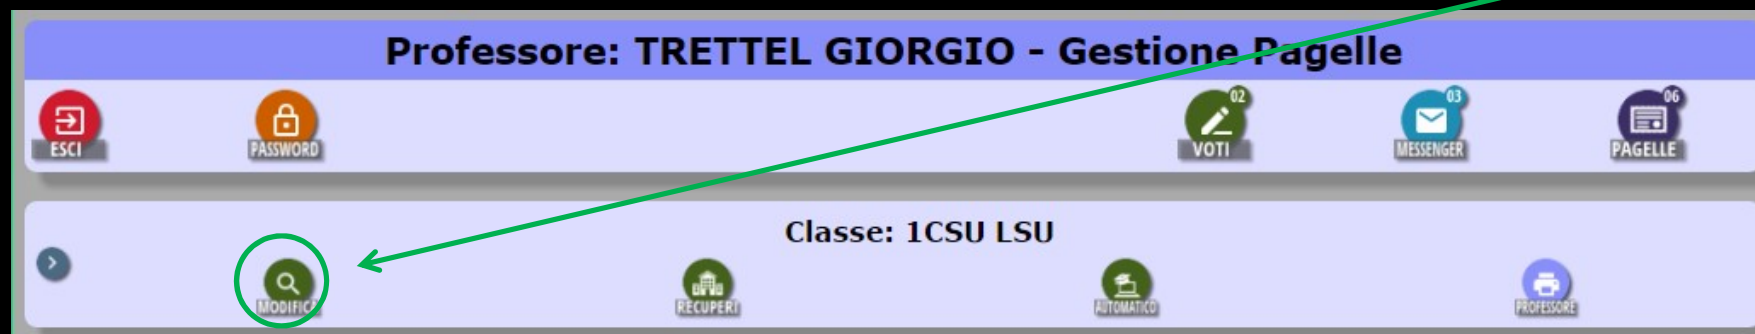 Professore: TRETTEL GIORGIO - Gestione Pagelle
02 03 06
ESCI PASSWORD VOTI MESSENGER PAGELLE
Classe: 1CSU LSU
MODIFICA RECUPERI AUTOMATICO PROFESSORE